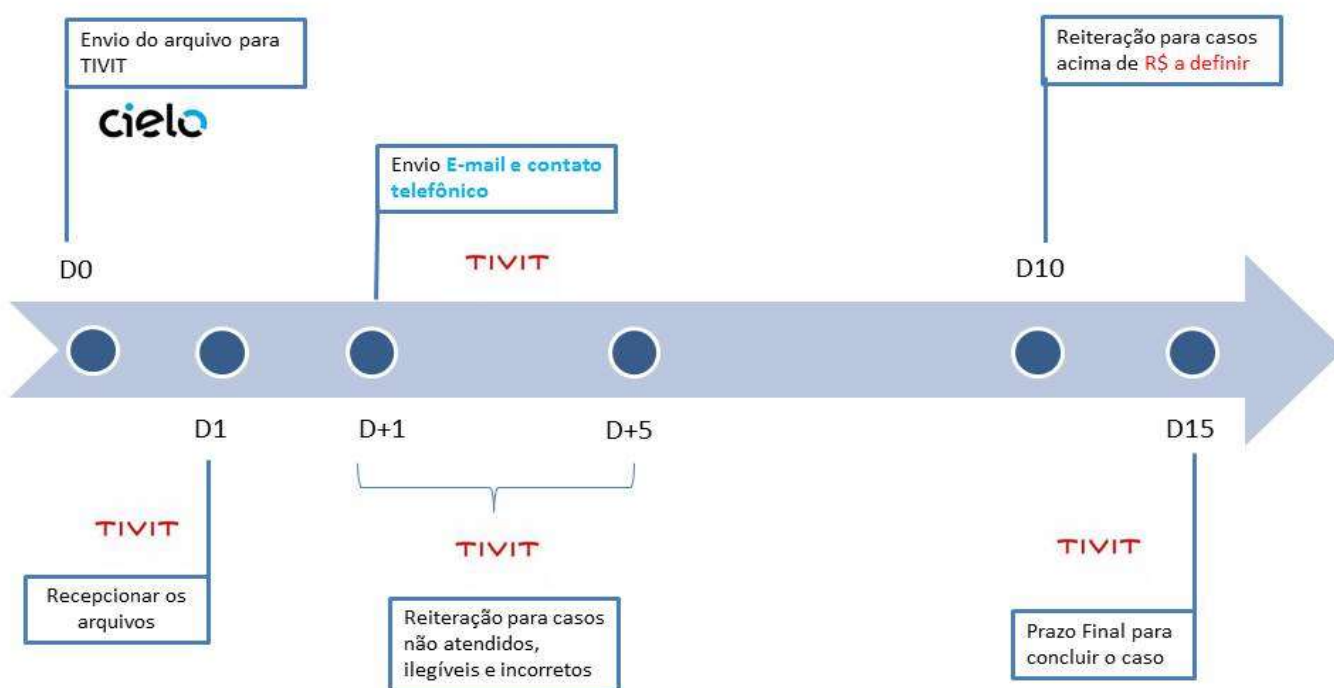 Envio do arquivo para
TIVIT
cielo
D0
Envio E-mail e contato
telefônico
TIVIT
Reiteração para casos
acima de R$ a definir
D10
D1
D+1
D+5
D15
TIVIT
Recepcionar os
arquivos
TIVIT
Reiteração para casos
não atendidos,
ilegíveis e incorretos
TIVIT
Prazo Final para
concluir o caso